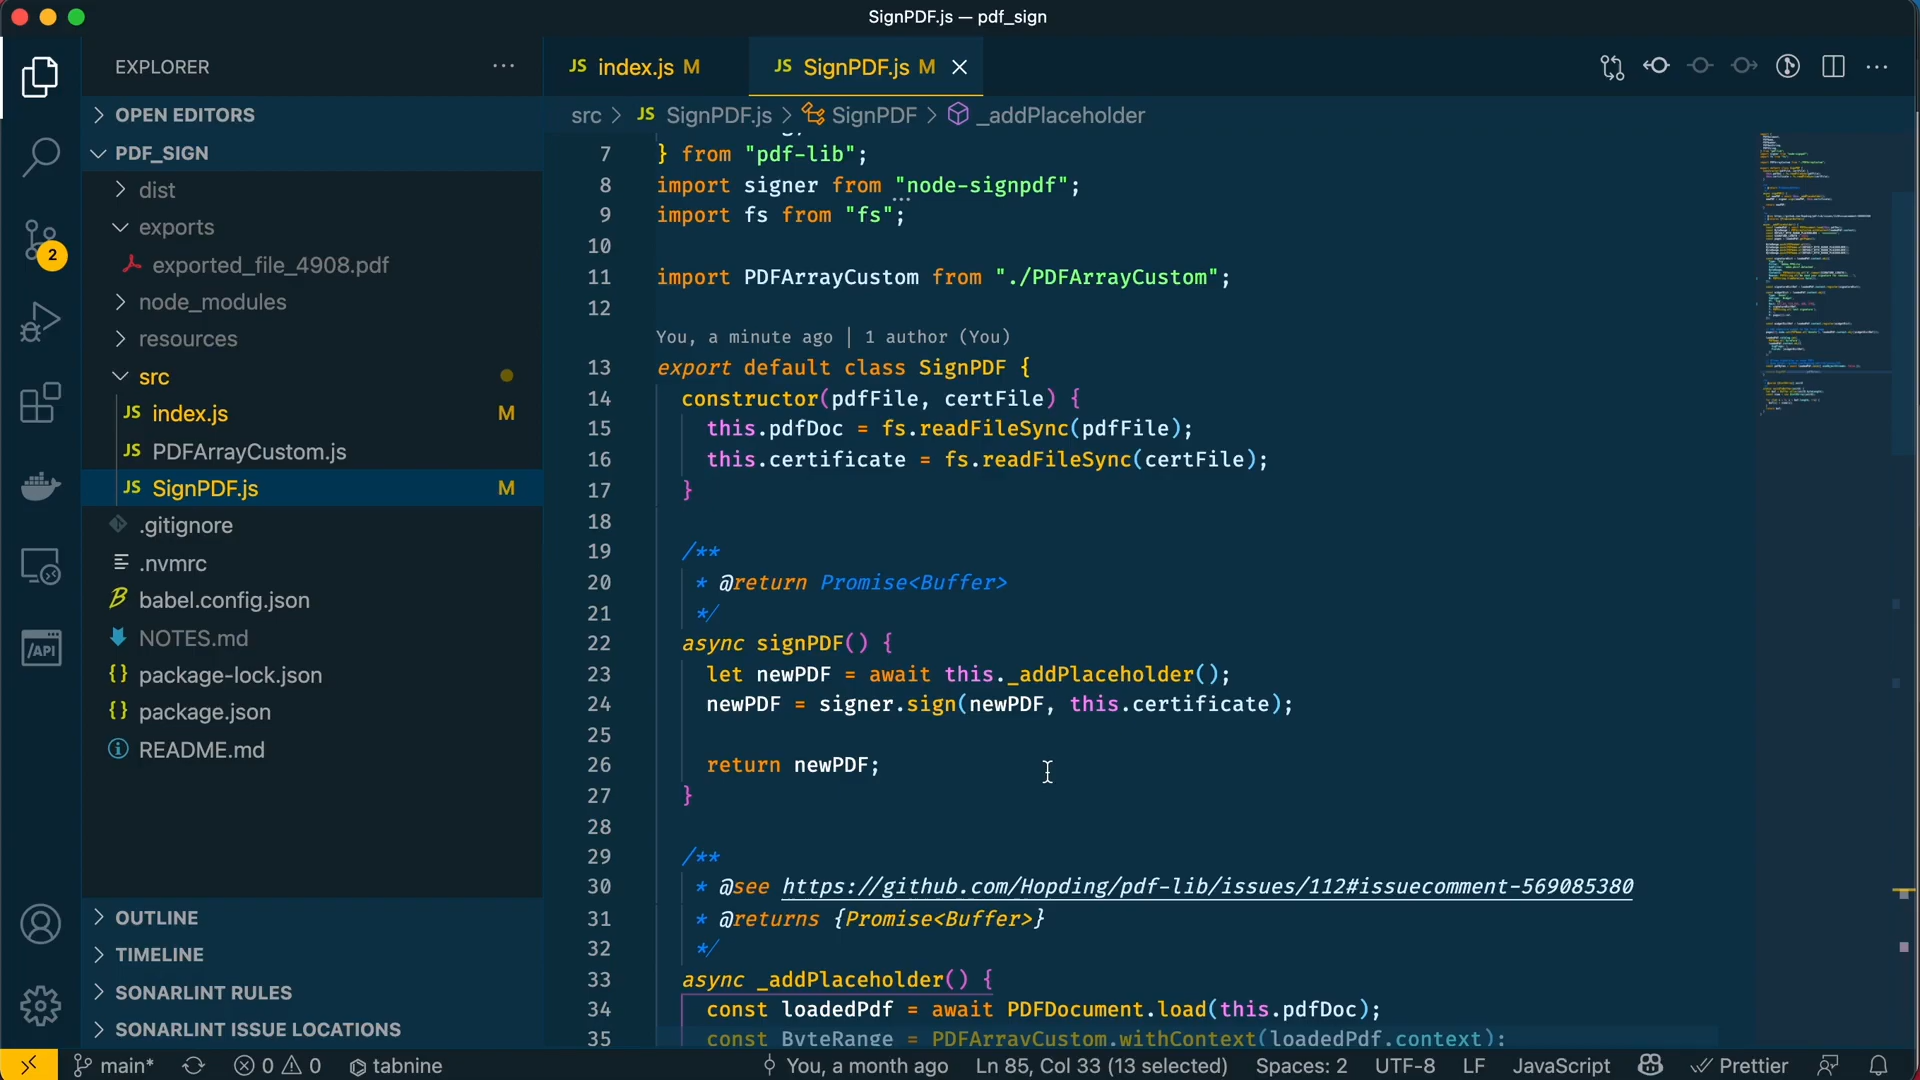 SignPDF.js — pdf_sign
EXPLORER
OPEN EDITORS
PDF_SIGN
dist
exports
exported_file_4908.pdf
node_modules
resources
src
JS index.js M
JS PDFArrayCustom.js
JS SignPDF.js M
.gitignore
.nvmrc
babel.config.json
NOTES.md
{} package-lock.json
{} package.json
README.md
OUTLINE
TIMELINE
SONARLINT RULES
SONARLINT ISSUE LOCATIONS
2
/API
JS index.js M
JS SignPDF.js M
src > JS SignPDF.js > SignPDF > _addPlaceholder
7 } from "pdf-lib";
8 import signer from "node-signpdf";
9 import fs from "fs";
10
11 import PDFArrayCustom from "./PDFArrayCustom";
12
You, a minute ago | 1 author (You)
13 export default class SignPDF {
14 constructor(pdfFile, certFile) {
15 this.pdfDoc = fs.readFileSync(pdfFile);
16 this.certificate = fs.readFileSync(certFile);
17 }
18
19 /**
20 * @return Promise<Buffer>
21 */
22 async signPDF() {
23 let newPDF = await this._addPlaceholder();
24 newPDF = signer.sign(newPDF, this.certificate);
25
26 return newPDF;
27 }
28
29 /**
30 * @see https://github.com/Hopding/pdf-lib/issues/112#issuecomment-569085380
31 * @returns {Promise<Buffer>}
32 */
33 async _addPlaceholder() {
34 const loadedPdf = await PDFDocument.load(this.pdfDoc);
35 const ByteRange = PDFArrayCustom.withContext(loadedPdf.context);
main* 0 0 tabnine You, a month ago Ln 85, Col 33 (13 selected) Spaces: 2 UTF-8 LF JavaScript Prettier